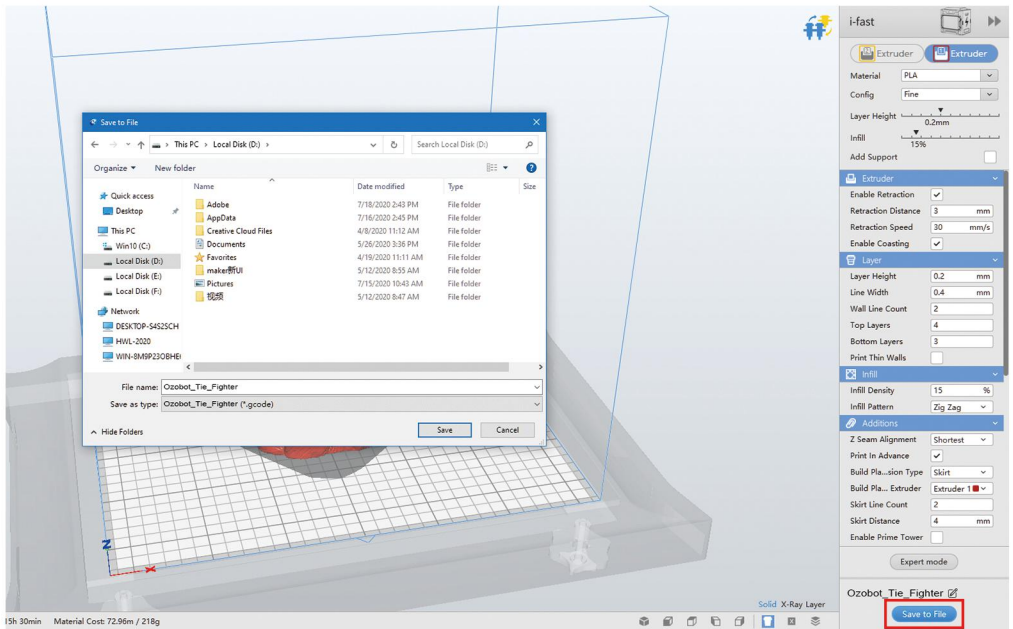 i-fast
Extruder Extruder
Material PLA
Config Fine
Layer Height 0.2mm
Infill 15%
Add Support
Extruder
Enable Retraction
Retraction Distance 3 mm
Retraction Speed 30 mm/s
Enable Coasting
Layer
Layer Height 0.2 mm
Line Width 0.4 mm
Wall Line Count 2
Top Layers 4
Bottom Layers 3
Print Thin Walls
Infill
Infill Density 15 %
Infill Pattern Zig Zag
Additions
Z Seam Alignment Shortest
Print In Advance
Build Pla...sion Type Skirt
Build Pla... Extruder Extruder 1
Skirt Line Count 2
Skirt Distance 4 mm
Enable Prime Tower
Expert mode
Ozobot_Tie_Fighter
Save to File
Save to File
This PC > Local Disk (D:) >
Search Local Disk (D:)
Organize New folder
Quick access
Desktop
This PC
Win10 (C:)
Local Disk (D:)
Local Disk (E:)
Local Disk (F:)
Network
DESKTOP-S4S2SCH
HWL-2020
WIN-8M9P23OBHE
Name Date modified Type Size
Adobe 7/18/2020 2:43 PM File folder
AppData 7/16/2020 2:45 PM File folder
Creative Cloud Files 4/8/2020 11:12 AM File folder
Documents 5/26/2020 3:36 PM File folder
Favorites 4/19/2020 11:11 AM File folder
maker新UI 5/12/2020 8:55 AM File folder
Pictures 7/15/2020 10:43 AM File folder
视频 5/12/2020 8:47 AM File folder
File name: Ozobot_Tie_Fighter
Save as type: Ozobot_Tie_Fighter (*.gcode)
Hide Folders
Save Cancel
Z
X
Solid X-Ray Layer
15h 30min Material Cost: 72.96m / 218g